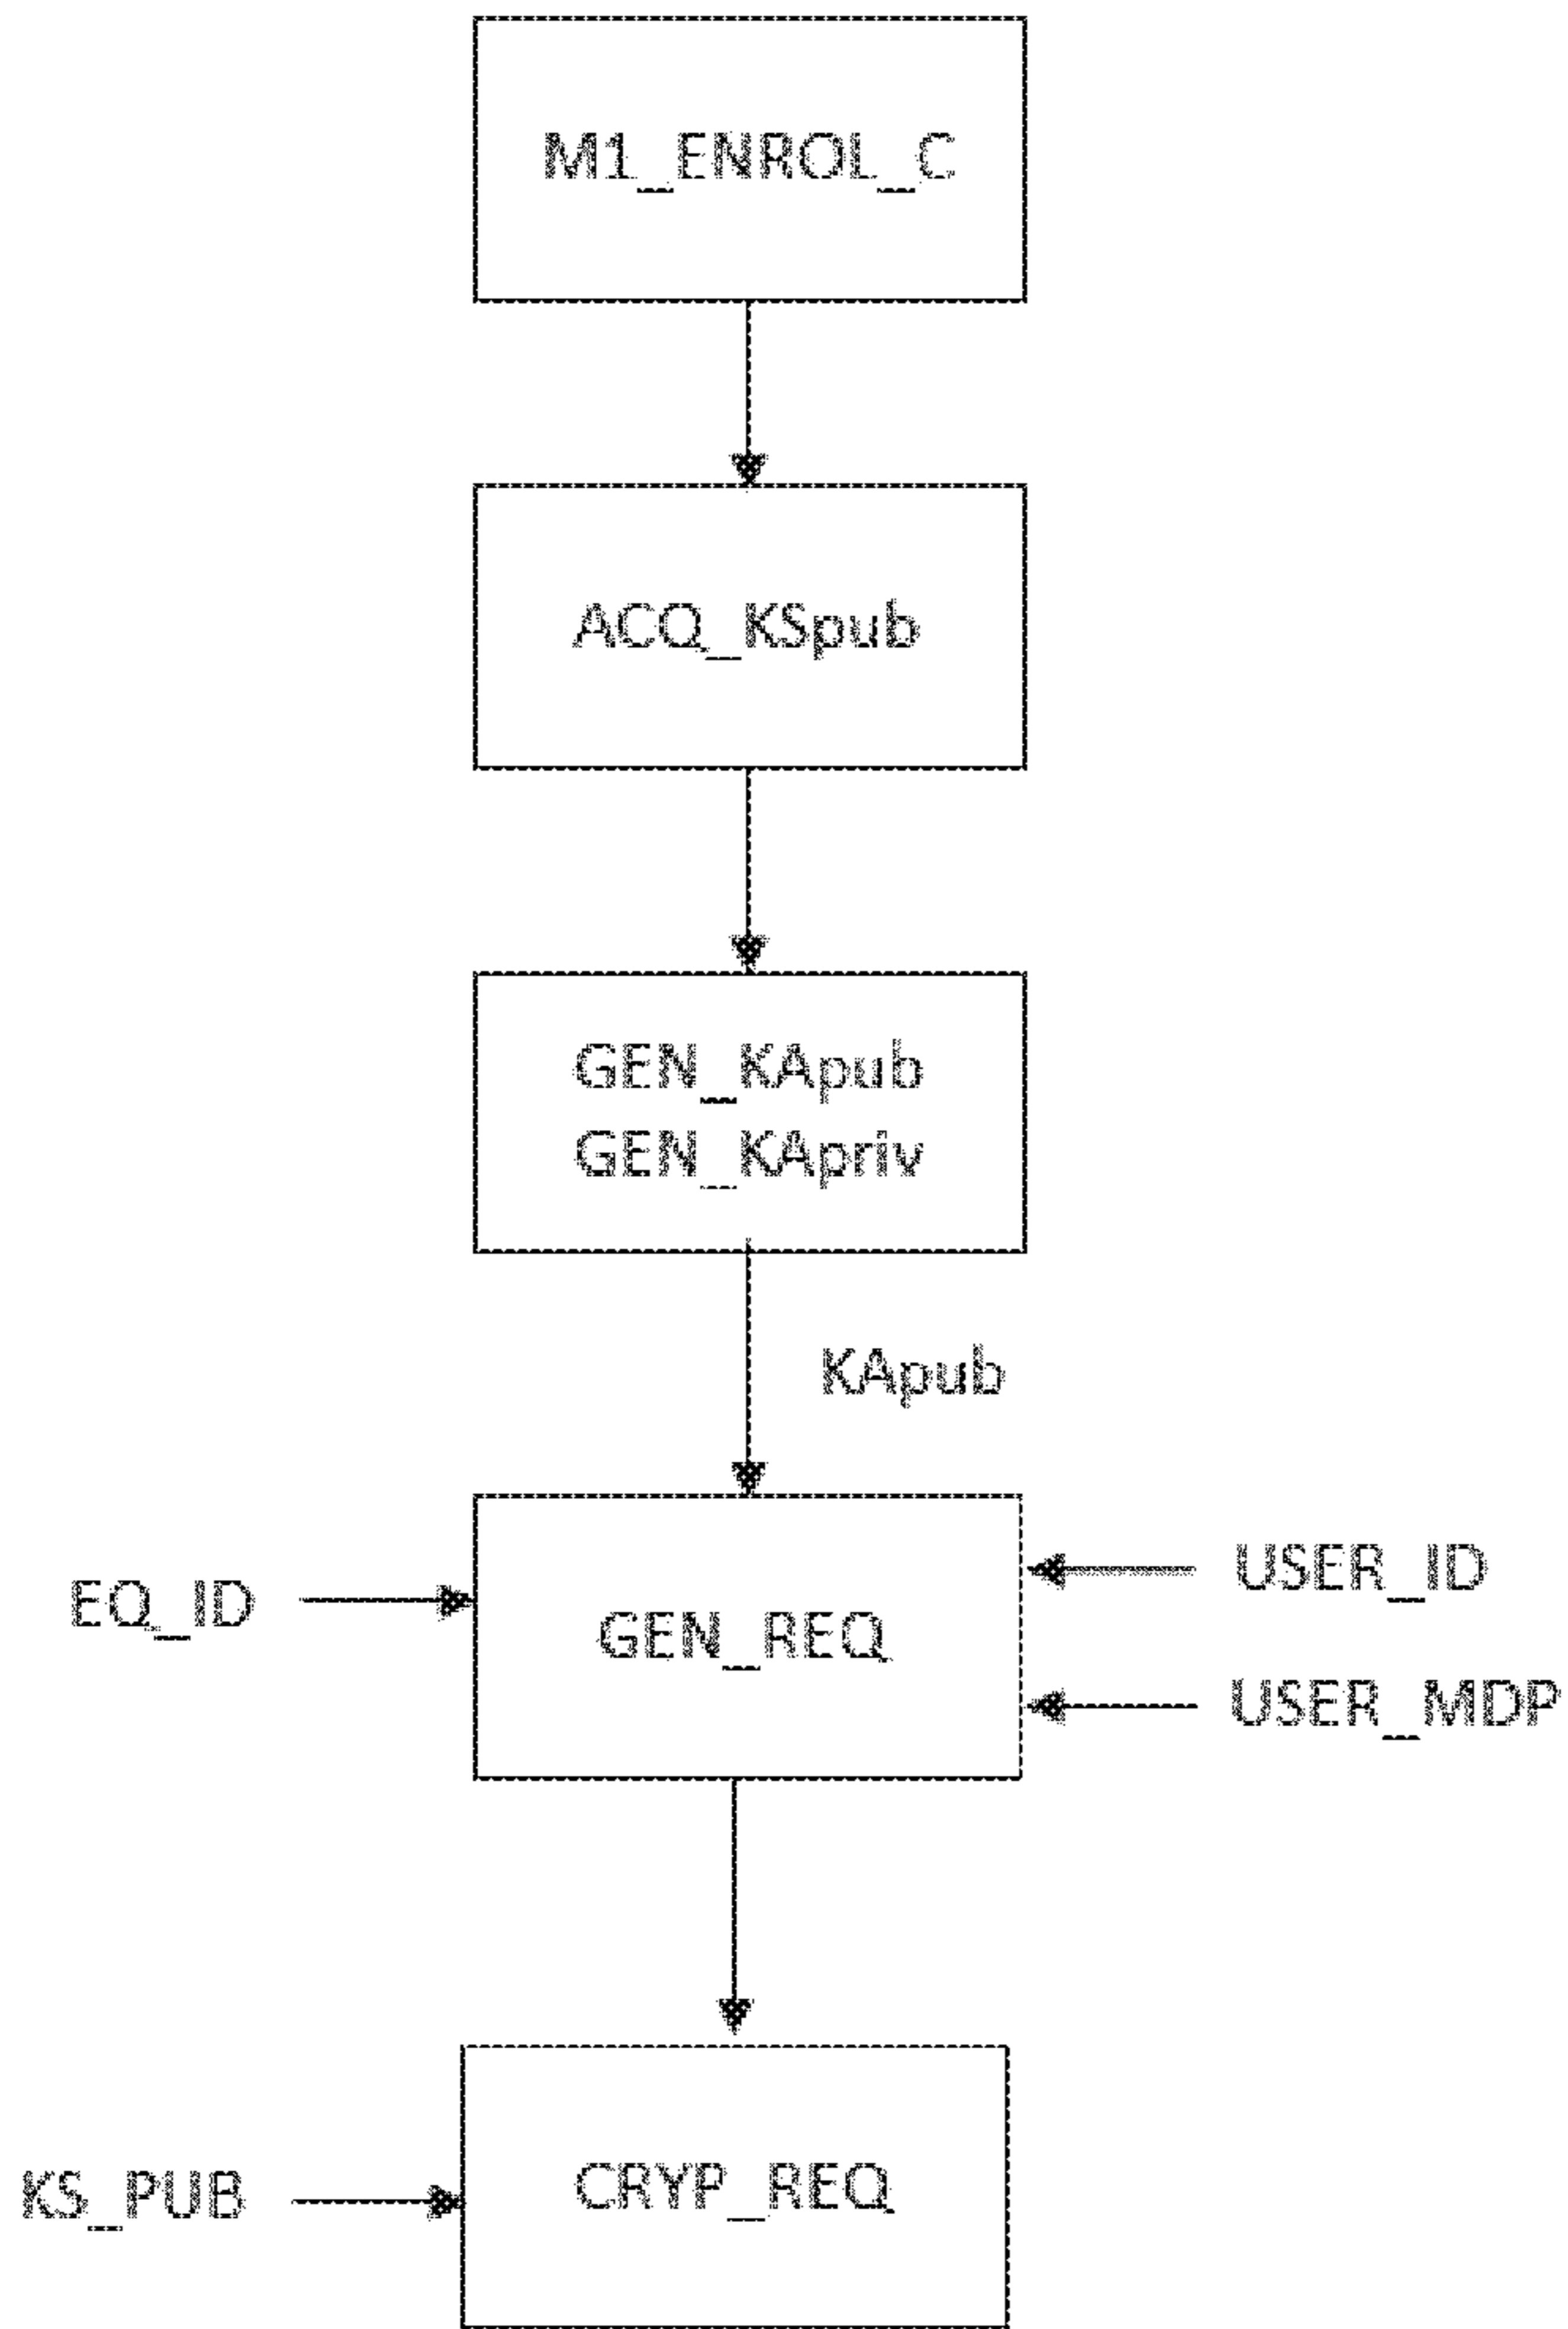 M1_ENROL_C
ACQ_KSpub
GEN_KApub
GEN_KApriv
KApub
EQ_ID
GEN_REQ
USER_ID
USER_MDP
KS_PUB
CRYP_REQ